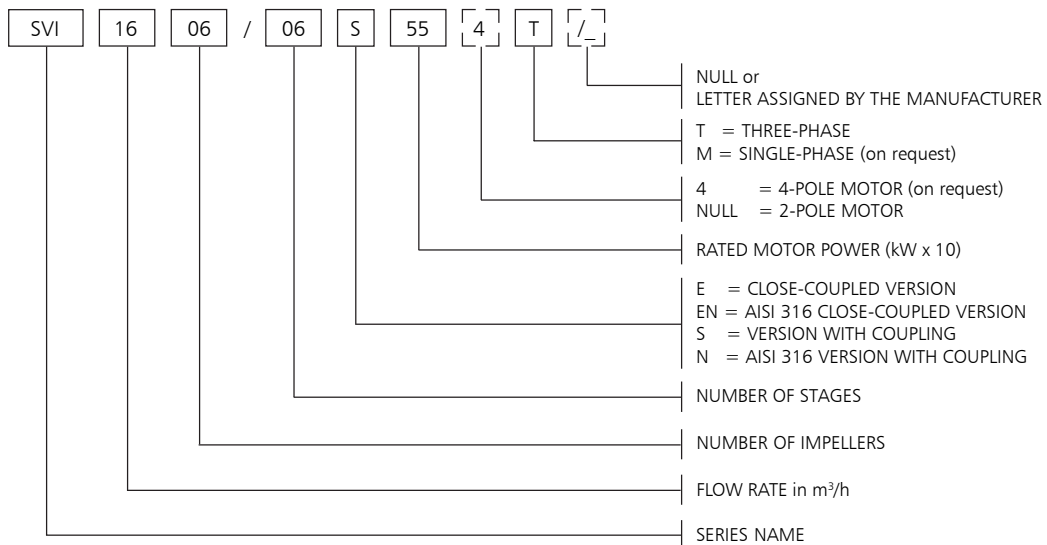 SVI 16 06 / 06 S 55 4 T /_
NULL or
LETTER ASSIGNED BY THE MANUFACTURER
T = THREE-PHASE
M = SINGLE-PHASE (on request)
4 = 4-POLE MOTOR (on request)
NULL = 2-POLE MOTOR
RATED MOTOR POWER (kW x 10)
E = CLOSE-COUPLED VERSION
EN = AISI 316 CLOSE-COUPLED VERSION
S = VERSION WITH COUPLING
N = AISI 316 VERSION WITH COUPLING
NUMBER OF STAGES
NUMBER OF IMPELLERS
FLOW RATE in m³/h
SERIES NAME